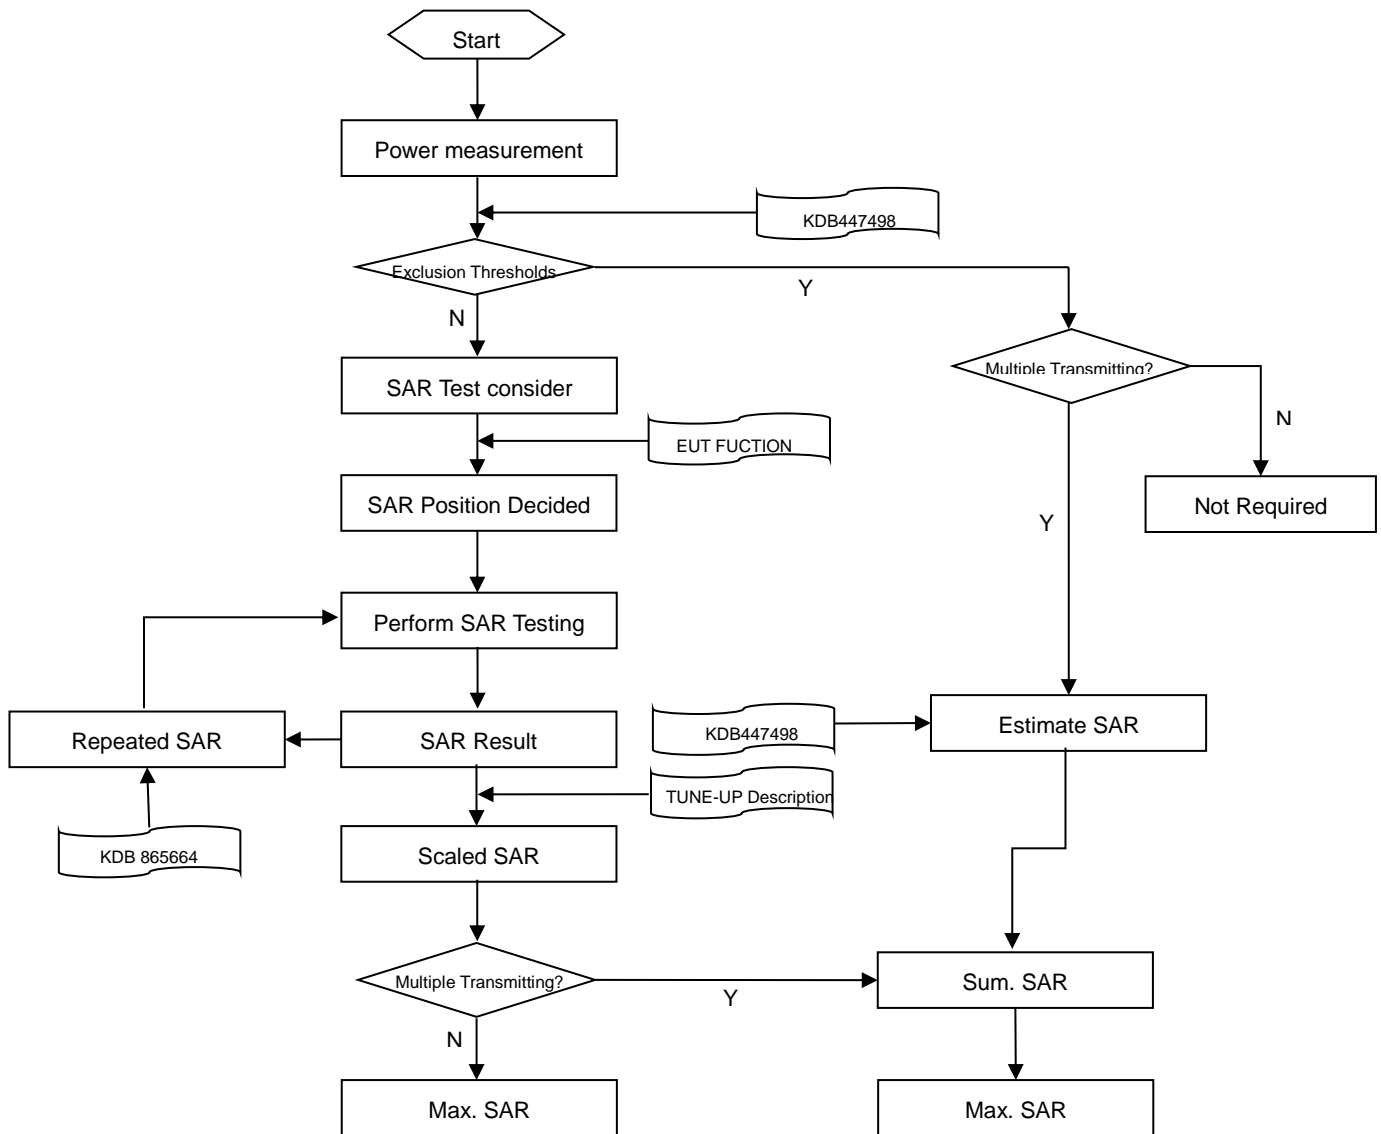 Start
Power measurement
KDB447498
Exclusion Thresholds
Y
N
Multiple Transmitting?
SAR Test consider
N
EUT FUCTION
SAR Position Decided
Not Required
Y
Perform SAR Testing
Repeated SAR
SAR Result
KDB447498
Estimate SAR
TUNE-UP Description
KDB 865664
Scaled SAR
Multiple Transmitting?
Y
Sum. SAR
N
Max. SAR
Max. SAR